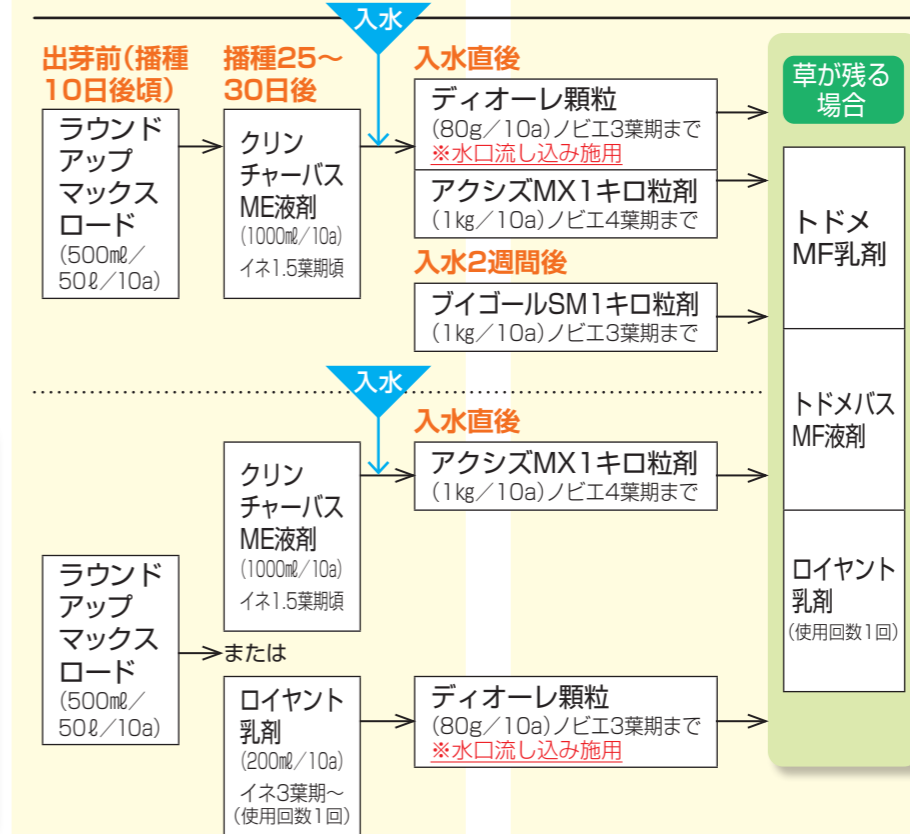 入水
出芽前(播種
10日後頃)
ラウンド
アップ
マックス
ロード
(500㎖／
50ℓ／10a)
播種25〜
30日後
クリン
チャーバス
ME液剤
(1000㎖／10a)
イネ1.5葉期頃
入水直後
ディオーレ顆粒
(80g／10a)ノビエ3葉期まで
※水口流し込み施用
アクシズMX1キロ粒剤
(1㎏／10a)ノビエ4葉期まで
入水2週間後
ブイゴールSM1キロ粒剤
(1㎏／10a)ノビエ3葉期まで
入水
ラウンド
アップ
マックス
ロード
(500㎖／
50ℓ／10a)
クリン
チャーバス
ME液剤
(1000㎖／10a)
イネ1.5葉期頃
または
ロイヤント
乳剤
(200㎖／10a)
イネ3葉期〜
(使用回数1回)
入水直後
アクシズMX1キロ粒剤
(1㎏／10a)ノビエ4葉期まで
ディオーレ顆粒
(80g／10a)ノビエ3葉期まで
※水口流し込み施用
草が残る
場合
トドメ
MF乳剤
トドメバス
MF液剤
ロイヤント
乳剤
(使用回数1回)